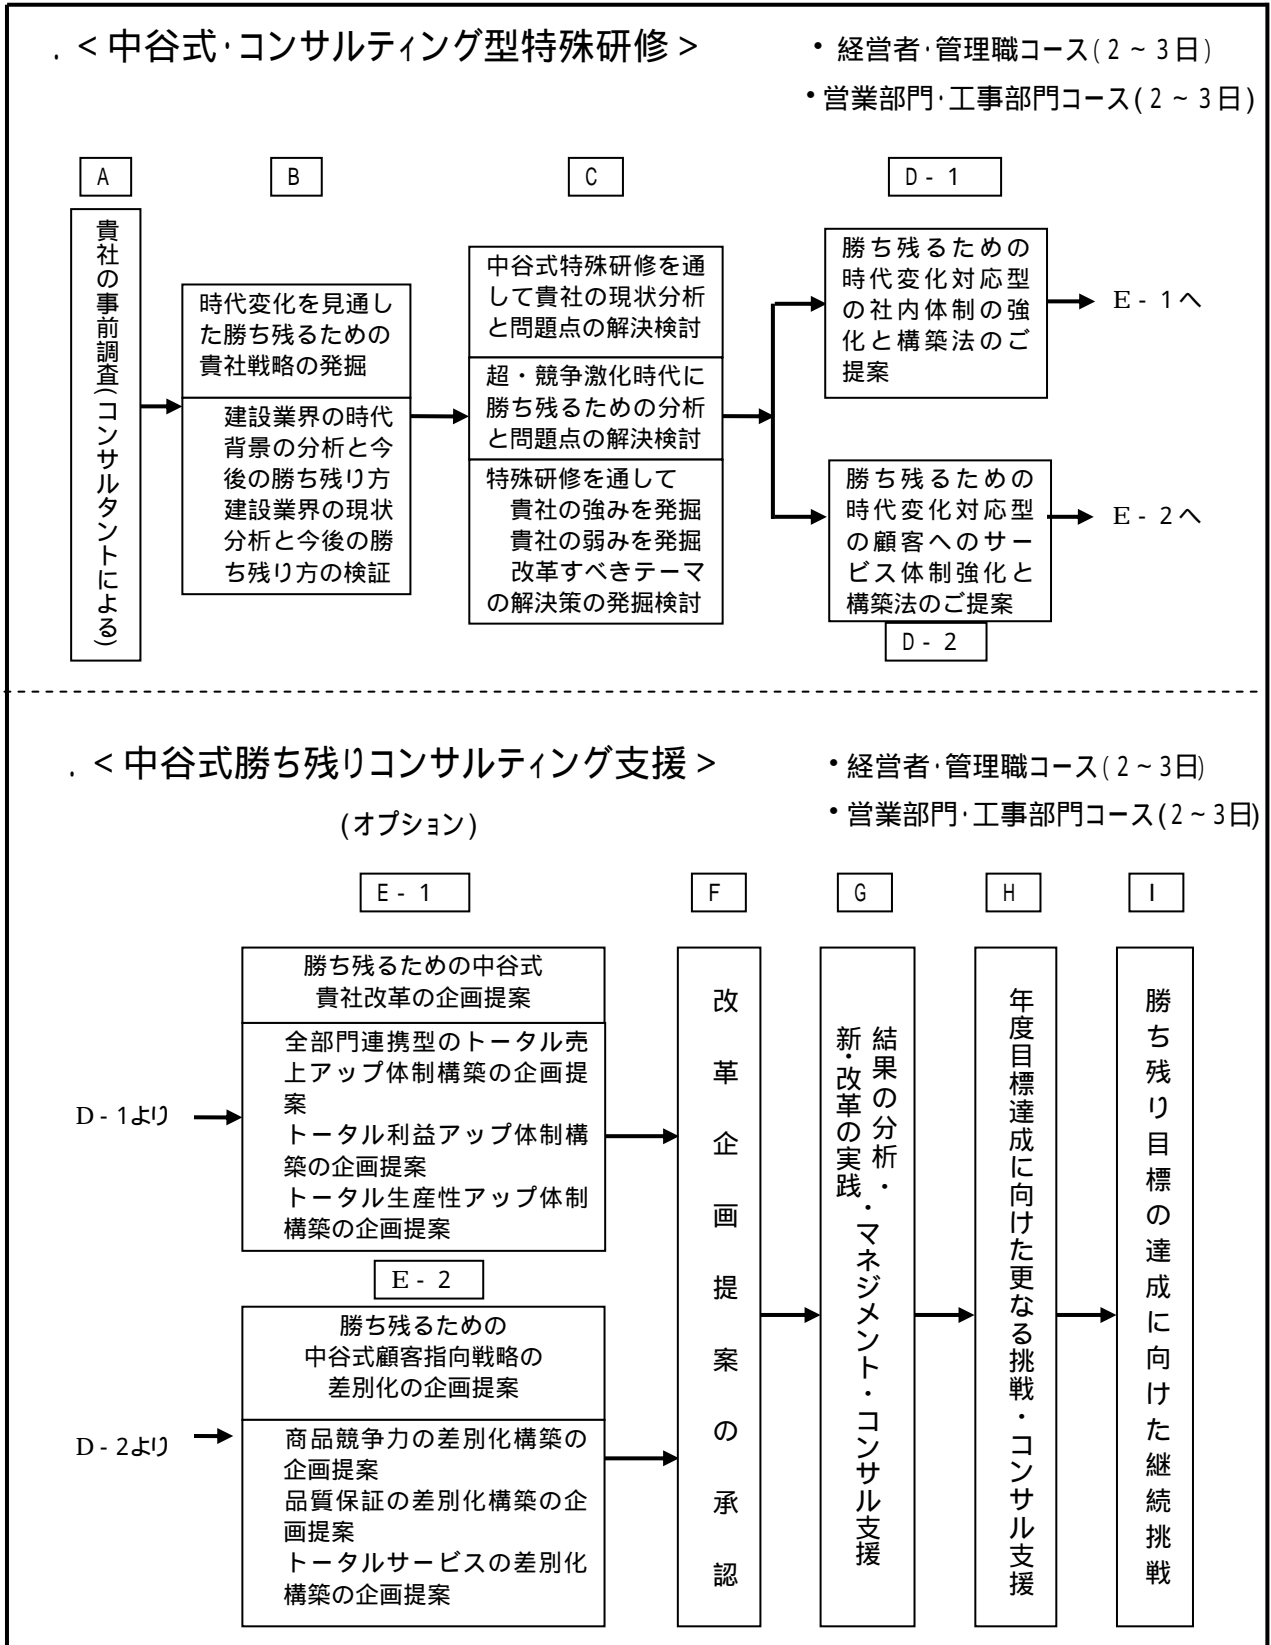 ．＜中谷式･コンサルティング型特殊研修＞
・経営者･管理職コース(２～３日)
・営業部門･工事部門コース(２～３日)
A
貴社の事前調査(コンサルタントによる)
B
時代変化を見通し
た勝ち残るための
貴社戦略の発掘
建設業界の時代
背景の分析と今
後の勝ち残り方
建設業界の現状
分析と今後の勝
ち残り方の検証
C
中谷式特殊研修を通
して貴社の現状分析
と問題点の解決検討
超・競争激化時代に
勝ち残るための分析
と問題点の解決検討
特殊研修を通して
貴社の強みを発掘
貴社の弱みを発掘
改革すべきテーマ
の解決策の発掘検討
D - 1
勝ち残るための
時代変化対応型
の社内体制の強
化と構築法のご
提案
E - 1へ
勝ち残るための
時代変化対応型
の顧客へのサー
ビス体制強化と
構築法のご提案
E - 2へ
D - 2
．＜中谷式勝ち残りコンサルティング支援＞
(オプション)
・経営者･管理職コース(２～３日)
・営業部門･工事部門コース(２～３日)
E - 1
D - 1より
勝ち残るための中谷式
貴社改革の企画提案
全部門連携型のトータル売
上アップ体制構築の企画提
案
トータル利益アップ体制構
築の企画提案
トータル生産性アップ体制
構築の企画提案
E - 2
D - 2より
勝ち残るための
中谷式顧客指向戦略の
差別化の企画提案
商品競争力の差別化構築の
企画提案
品質保証の差別化構築の企
画提案
トータルサービスの差別化
構築の企画提案
F
改革企画提案の承認
G
結果の分析・
新･改革の実践・マネジメント・コンサル支援
H
年度目標達成に向けた更なる挑戦・コンサル支援
I
勝ち残り目標の達成に向けた継続挑戦